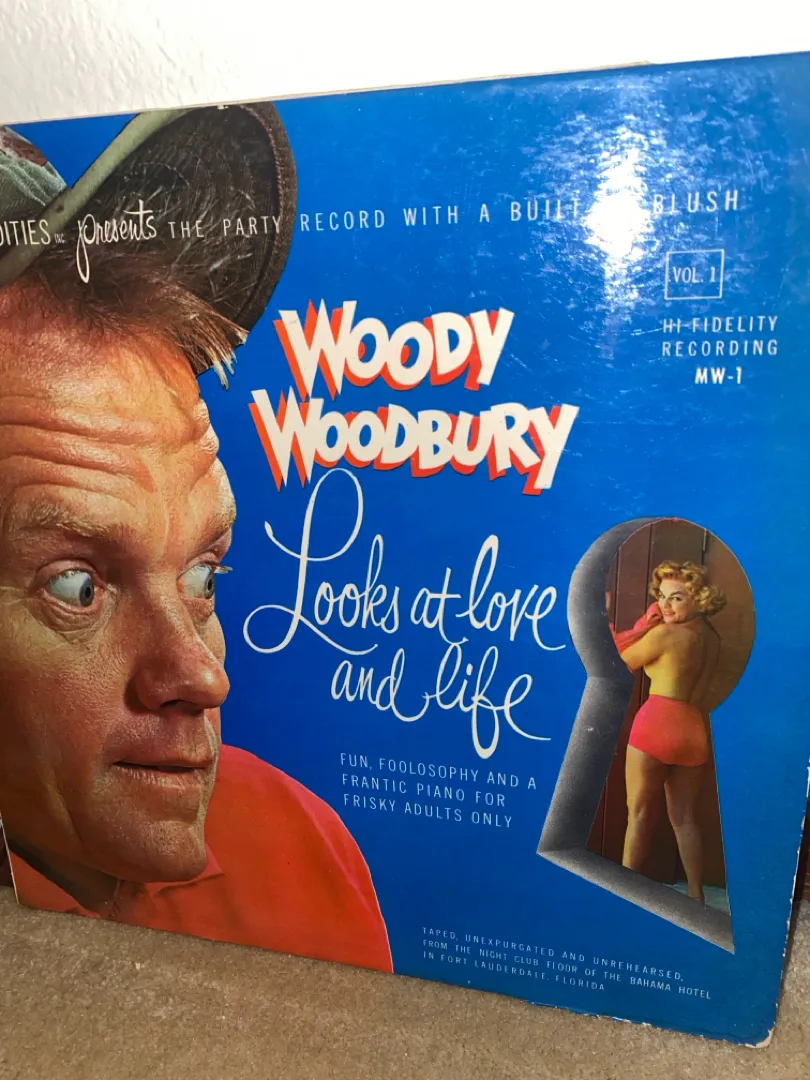 DITIES INC. presents THE PARTY RECORD WITH A BUILT BLUSH
VOL. 1
HI-FIDELITY
RECORDING
MW-1
WOODY
WOODBURY
Looks at love
and life
FUN, FOOLOSOPHY AND A
FRANTIC PIANO FOR
FRISKY ADULTS ONLY
TAPED, UNEXPURGATED AND UNREHEARSED,
FROM THE NIGHT CLUB FLOOR OF THE BAHAMA HOTEL
IN FORT LAUDERDALE, FLORIDA